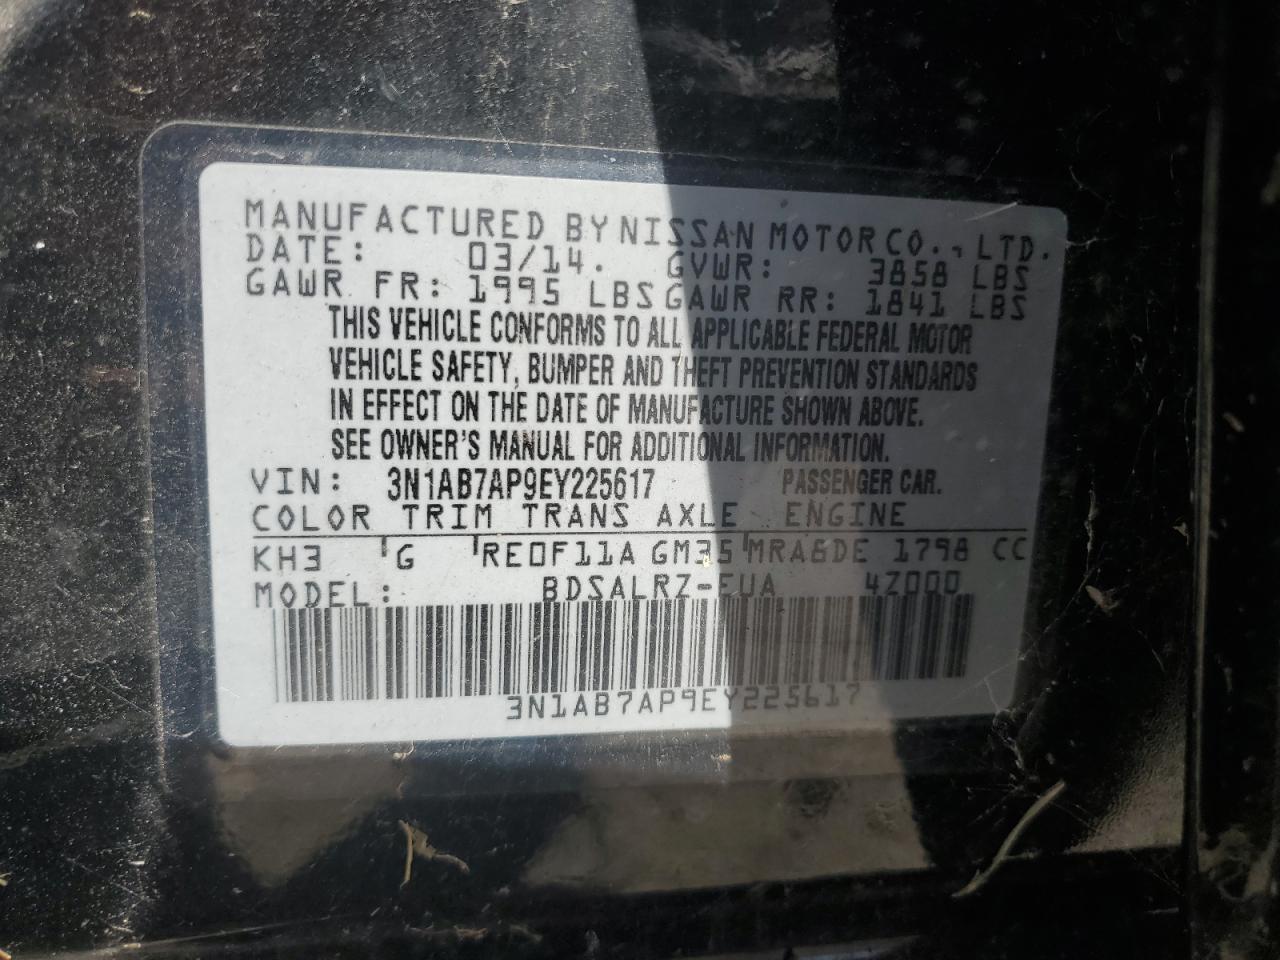 MANUFACTURED BY NISSAN MOTOR CO., LTD.
DATE: 03/14. GVWR: 3858 LBS
GAWR FR: 1995 LBS GAWR RR: 1841 LBS
THIS VEHICLE CONFORMS TO ALL APPLICABLE FEDERAL MOTOR
VEHICLE SAFETY, BUMPER AND THEFT PREVENTION STANDARDS
IN EFFECT ON THE DATE OF MANUFACTURE SHOWN ABOVE.
SEE OWNER'S MANUAL FOR ADDITIONAL INFORMATION.
VIN: 3N1AB7AP9EY225617 PASSENGER CAR.
COLOR TRIM TRANS AXLE ENGINE
KH3 G RE0F11A GM35 MRA8DE 1798 CC
MODEL: BDSALRZ-EUA 4Z000
3N1AB7AP9EY225617